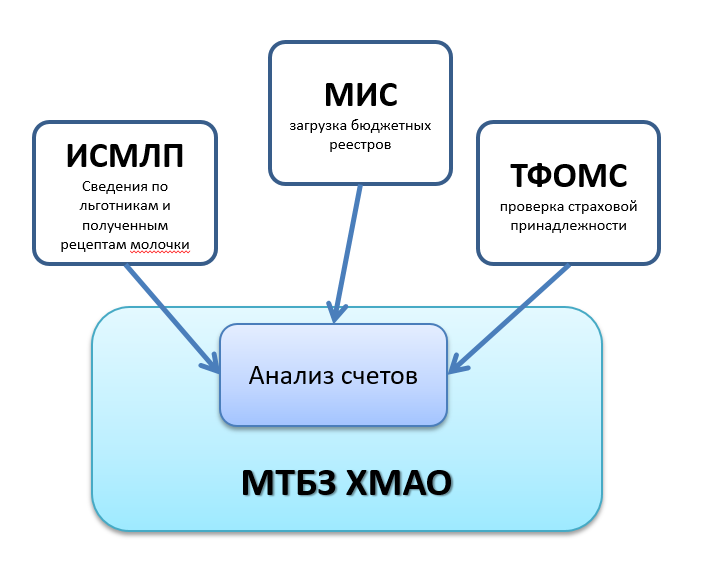 МИС
загрузка бюджетных
реестров
ИСМЛП
Сведения по
льготникам и
полученным
рецептам молочки
ТФОМС
проверка страховой
принадлежности
Анализ счетов
МТБЗ ХМАО